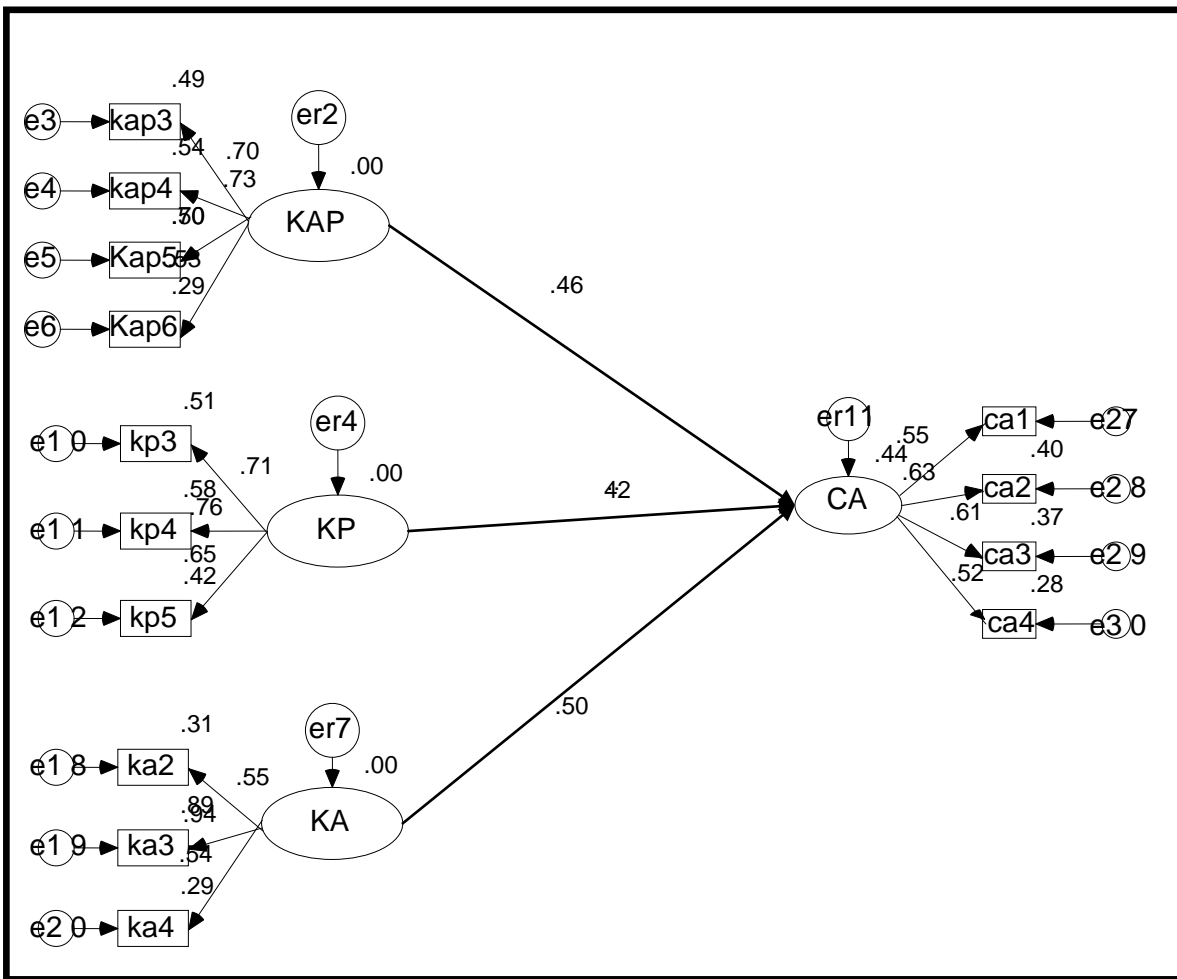 .49
e3
kap3
er2
.54
.70
.00
.73
e4
kap4
KAP
.50
.70
e5
Kap5
.53
.29
.46
e6
Kap6
.51
er4
er11
ca1
e27
e10
kp3
.55
.71
.00
.44
.40
.63
.58
.42
CA
ca2
e28
.76
.61
.37
e11
kp4
KP
.65
ca3
e29
.42
.52
.28
e12
kp5
ca4
e30
.50
.31
er7
e18
ka2
.55
.00
.89
.94
KA
e19
ka3
.54
.29
e20
ka4